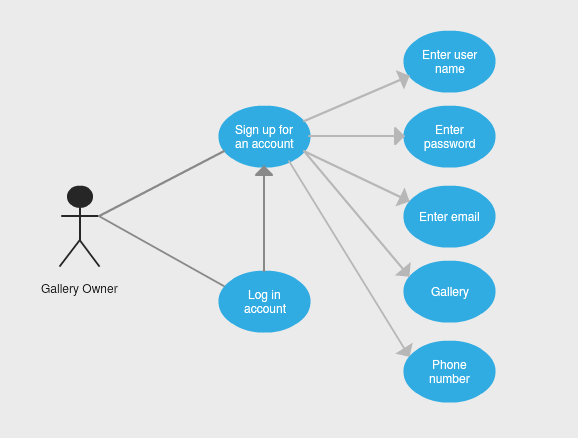 Enter user
name
Sign up for
an account
Enter
password
Enter email
Gallery Owner
Log in
account
Gallery
Phone
number